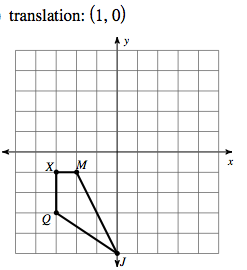 translation: (1, 0)
y
x
X M
Q
J